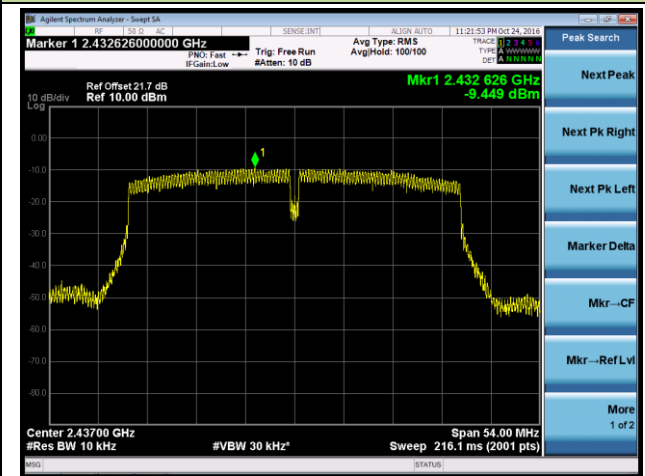 Agilent Spectrum Analyzer - Swept SA
RF 50 Ω AC SENSE:INT ALIGN AUTO 11:21:53 PM Oct 24, 2016
Marker 1 2.432626000000 GHz
PNO: Fast
IFGain:Low
Trig: Free Run
#Atten: 10 dB
Avg Type: RMS
Avg|Hold: 100/100
TRACE 1 2 3 4 5 6
TYPE A WWWWW
DET A N N N N N
Peak Search
Mkr1 2.432 626 GHz
-9.449 dBm
Ref Offset 21.7 dB
Ref 10.00 dBm
10 dB/div
Log
1
0.00
-10.0
-20.0
-30.0
-40.0
-50.0
-60.0
-70.0
-80.0
Center 2.43700 GHz
#Res BW 10 kHz
#VBW 30 kHz*
Span 54.00 MHz
Sweep 216.1 ms (2001 pts)
MSG
STATUS
Next Peak
Next Pk Right
Next Pk Left
Marker Delta
Mkr→CF
Mkr→Ref Lvl
More
1 of 2